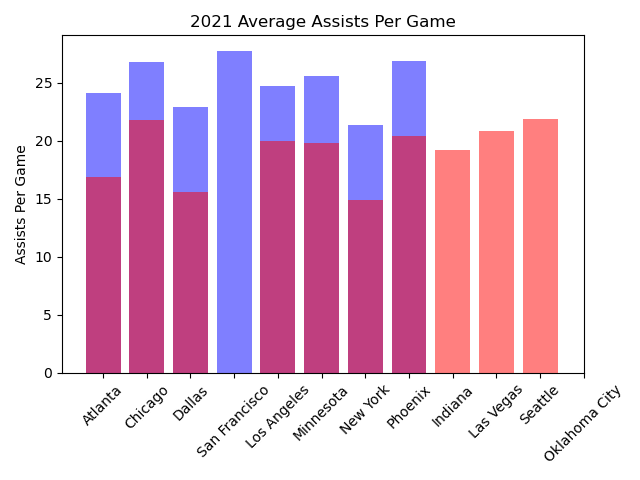 2021 Average Assists Per Game
Assists Per Game
25
20
15
10
5
0
Atlanta
Chicago
Dallas
San Francisco
Los Angeles
Minnesota
New York
Phoenix
Indiana
Las Vegas
Seattle
Oklahoma City